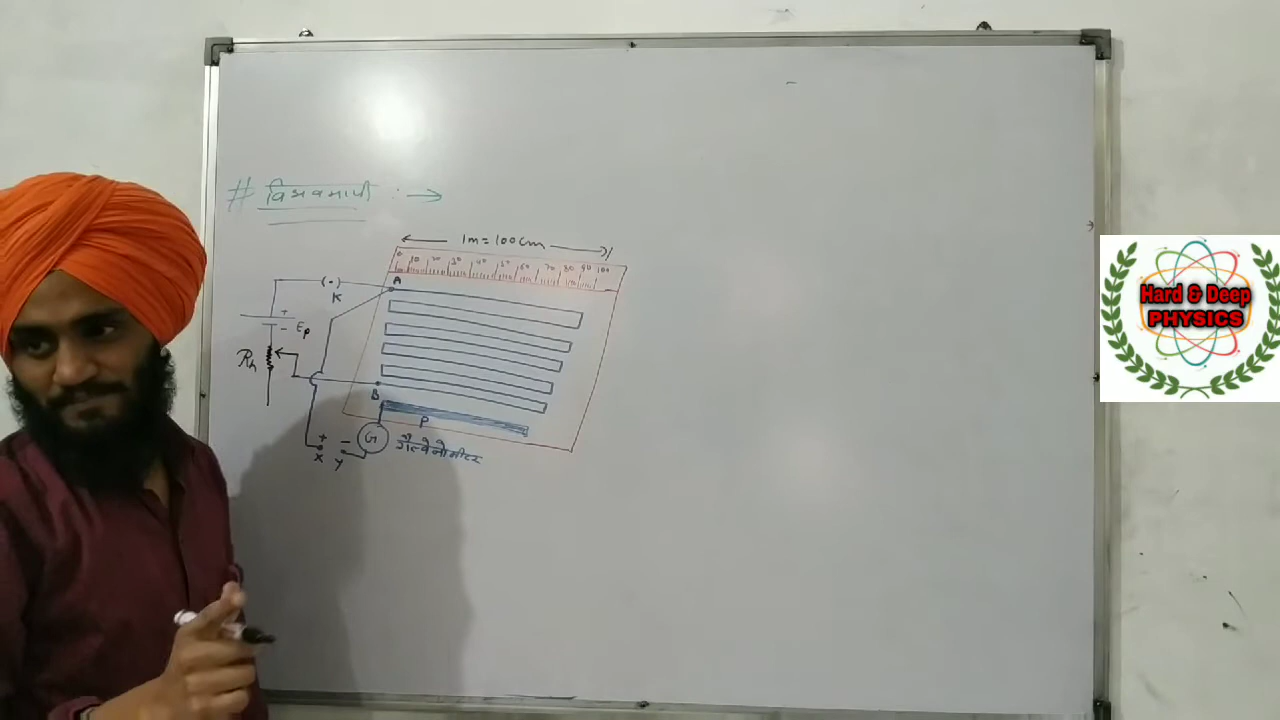 # विभवमापी : →
1m = 100cm
0 10 20 30 40 50 60 70 80 90 100
A
(•)
K
+
− Ep
Rh
B
P
+
−
G
गैल्वेनोमीटर
X
Y
Hard & Deep
PHYSICS